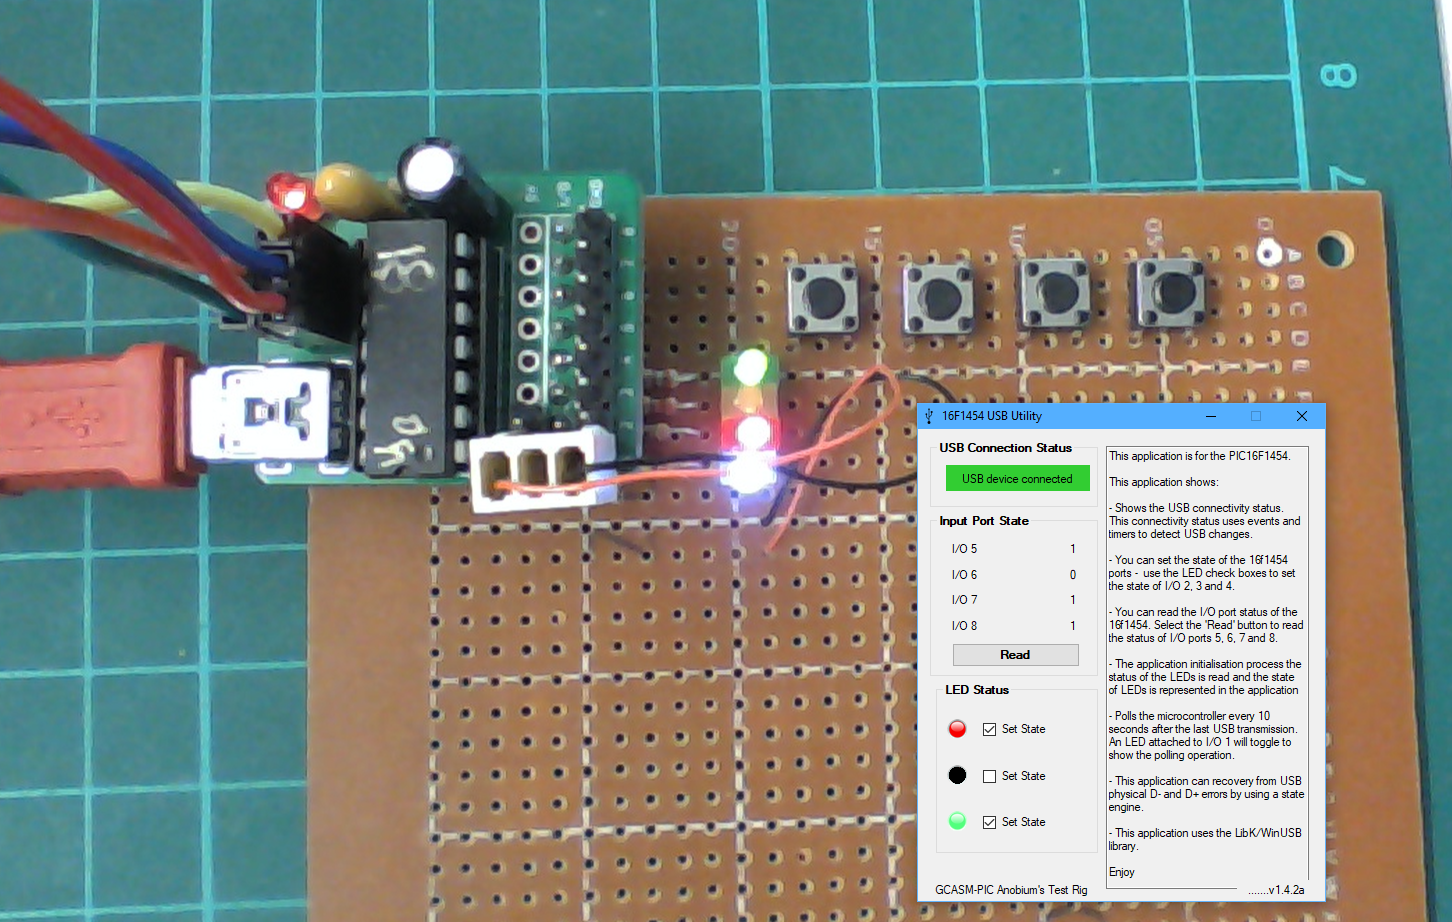 8
7
18
20
15
10
05
A
B
C
D
04
16F1454 USB Utility
USB Connection Status
USB device connected
Input Port State
I/O 5 1
I/O 6 0
I/O 7 1
I/O 8 1
Read
LED Status
Set State
Set State
Set State
GCASM-PIC Anobium's Test Rig
This application is for the PIC16F1454.
This application shows:
- Shows the USB connectivity status.
This connectivity status uses events and
timers to detect USB changes.
- You can set the state of the 16f1454
ports - use the LED check boxes to set
the state of I/O 2, 3 and 4.
- You can read the I/O port status of the
16f1454. Select the 'Read' button to read
the status of I/O ports 5, 6, 7 and 8.
- The application initialisation process the
status of the LEDs is read and the state
of LEDs is represented in the application
- Polls the microcontroller every 10
seconds after the last USB transmission.
An LED attached to I/O 1 will toggle to
show the polling operation.
- This application can recovery from USB
physical D- and D+ errors by using a state
engine.
- This application uses the LibK/WinUSB
library.
Enjoy
.......v1.4.2a